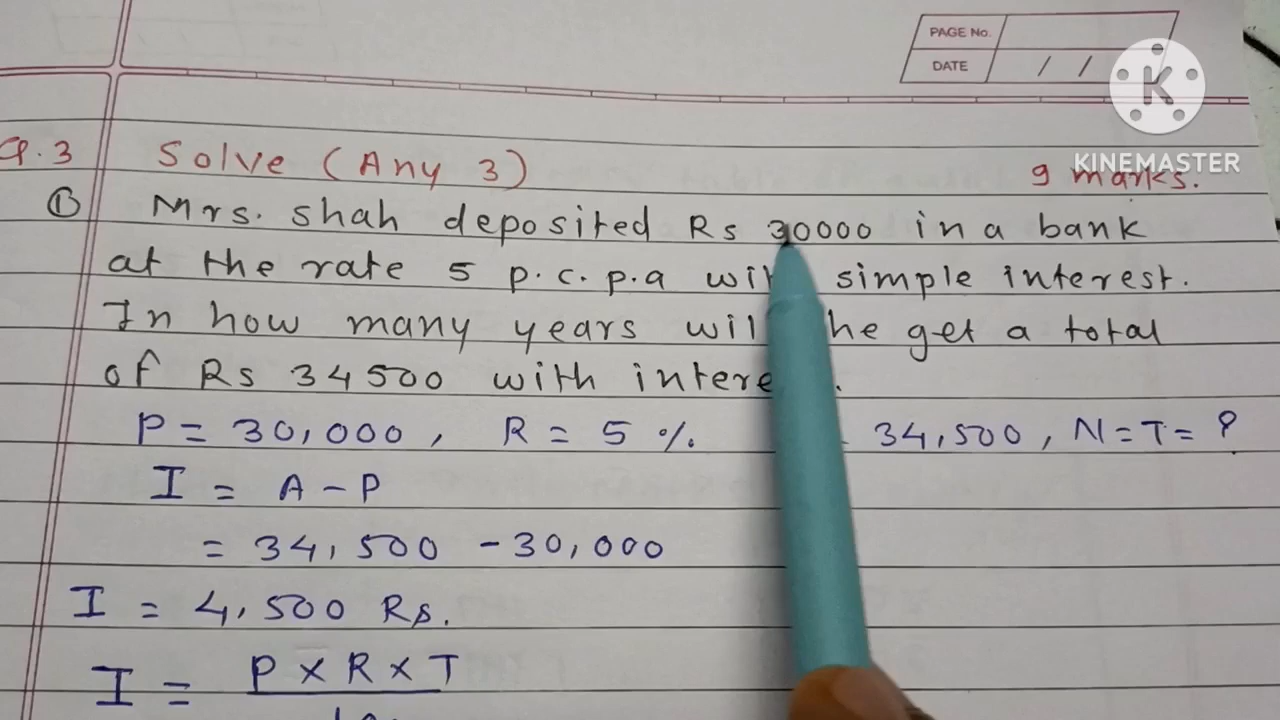 PAGE No.
DATE / /
KINEMASTER
Q.3 Solve (Any 3) 9 marks.
① Mrs. shah deposited Rs 30000 in a bank
at the rate 5 p.c.p.a simple interest.
In how many years he get a total
of Rs 34500 with
P = 30,000, R = 5 % 34,500, N=T= ?
I = A - P
= 34,500 - 30,000
I = 4,500 Rs.
I = P × R × T